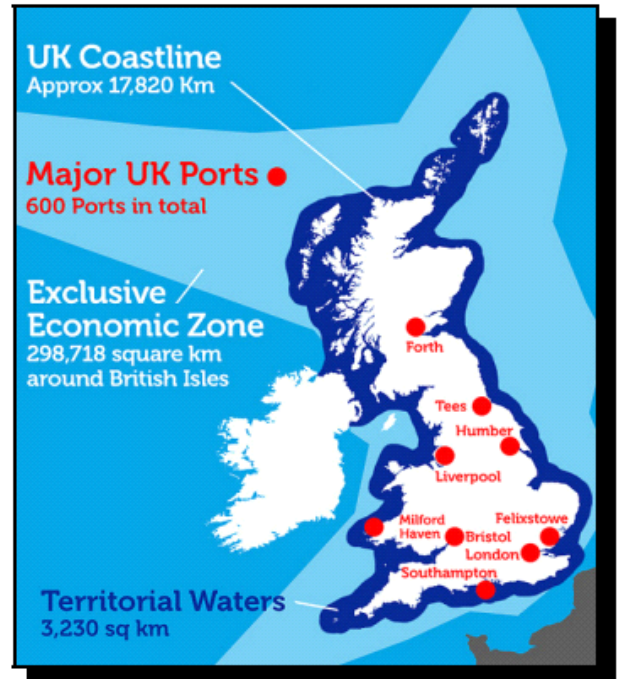 UK Coastline
Approx 17,820 Km
Major UK Ports
600 Ports in total
Exclusive
Economic Zone
298,718 square km
around British Isles
Forth
Tees
Humber
Liverpool
Milford
Haven
Felixstowe
Bristol
London
Southampton
Territorial Waters
3,230 sq km